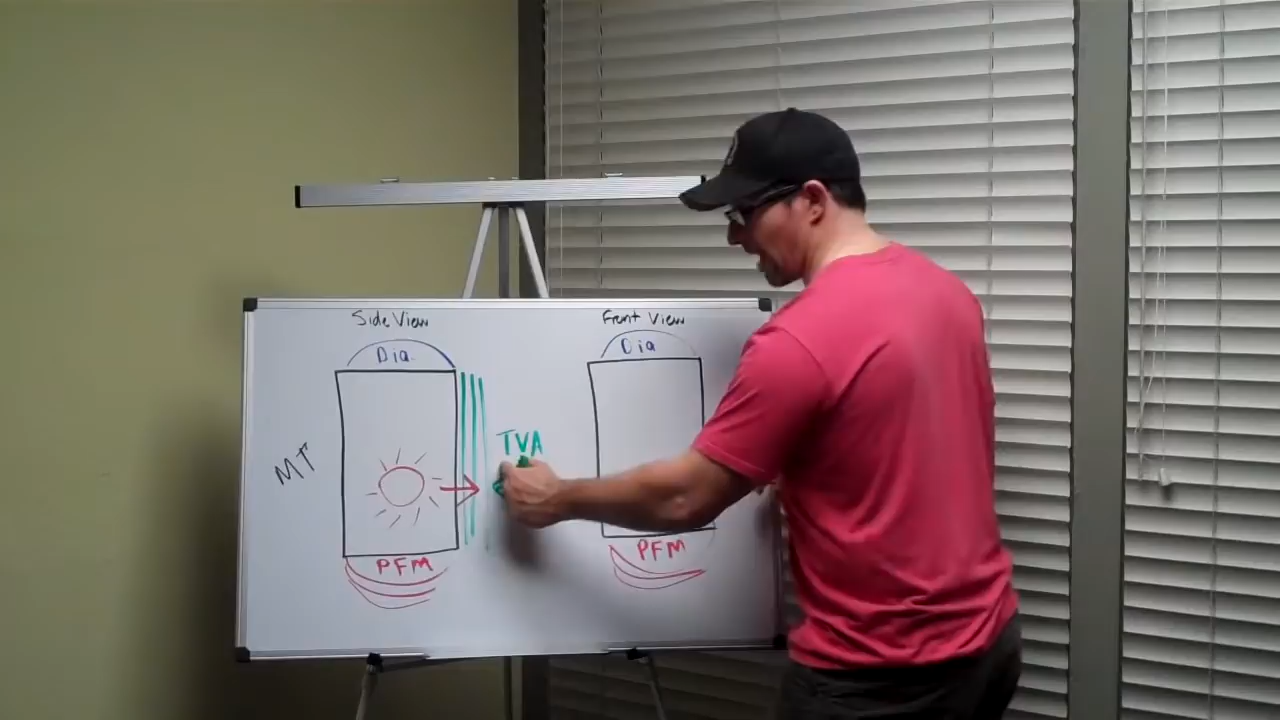 Side View
Front View
Dia.
Dia
TVA
MT
PFM
PFM